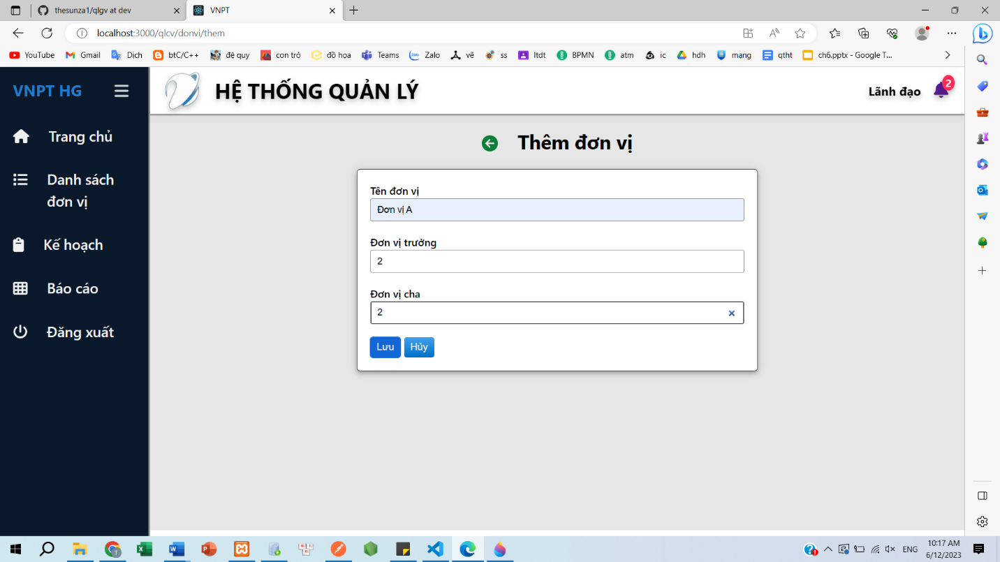 thesunza1/qlgv at dev
VNPT
localhost:3000/qlcv/donvi/them
YouTube
Gmail
Dịch
btC/C++
đệ quy
con trỏ
đồ họa
Teams
Zalo
vẽ
ss
ltdt
BPMN
atm
ic
hdh
mạng
qtht
ch6.pptx - Google T...
VNPT HG
HỆ THỐNG QUẢN LÝ
Lãnh đạo
2
Trang chủ
Danh sách
đơn vị
Kế hoạch
Báo cáo
Đăng xuất
Thêm đơn vị
Tên đơn vị
Đơn vị A
Đơn vị trưởng
2
Đơn vị cha
2
Lưu
Hủy
ENG
10:17 AM
6/12/2023